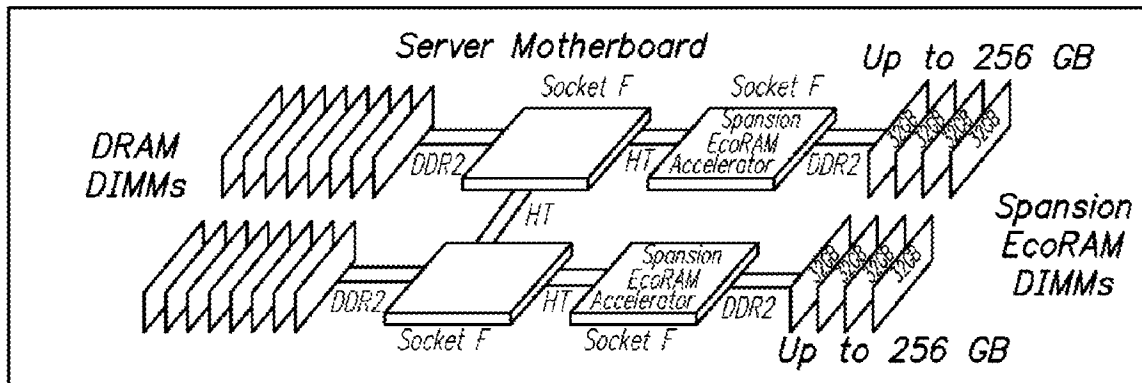 Server Motherboard
Up to 256 GB
Socket F
Socket F
DRAM
DIMMs
DDR2
HT
Spansion
EcoRAM
Accelerator
DDR2
32GB
32GB
32GB
32GB
HT
Spansion
EcoRAM
DIMMs
DDR2
Socket F
HT
Spansion
EcoRAM
Accelerator
Socket F
DDR2
32GB
32GB
32GB
32GB
Up to 256 GB